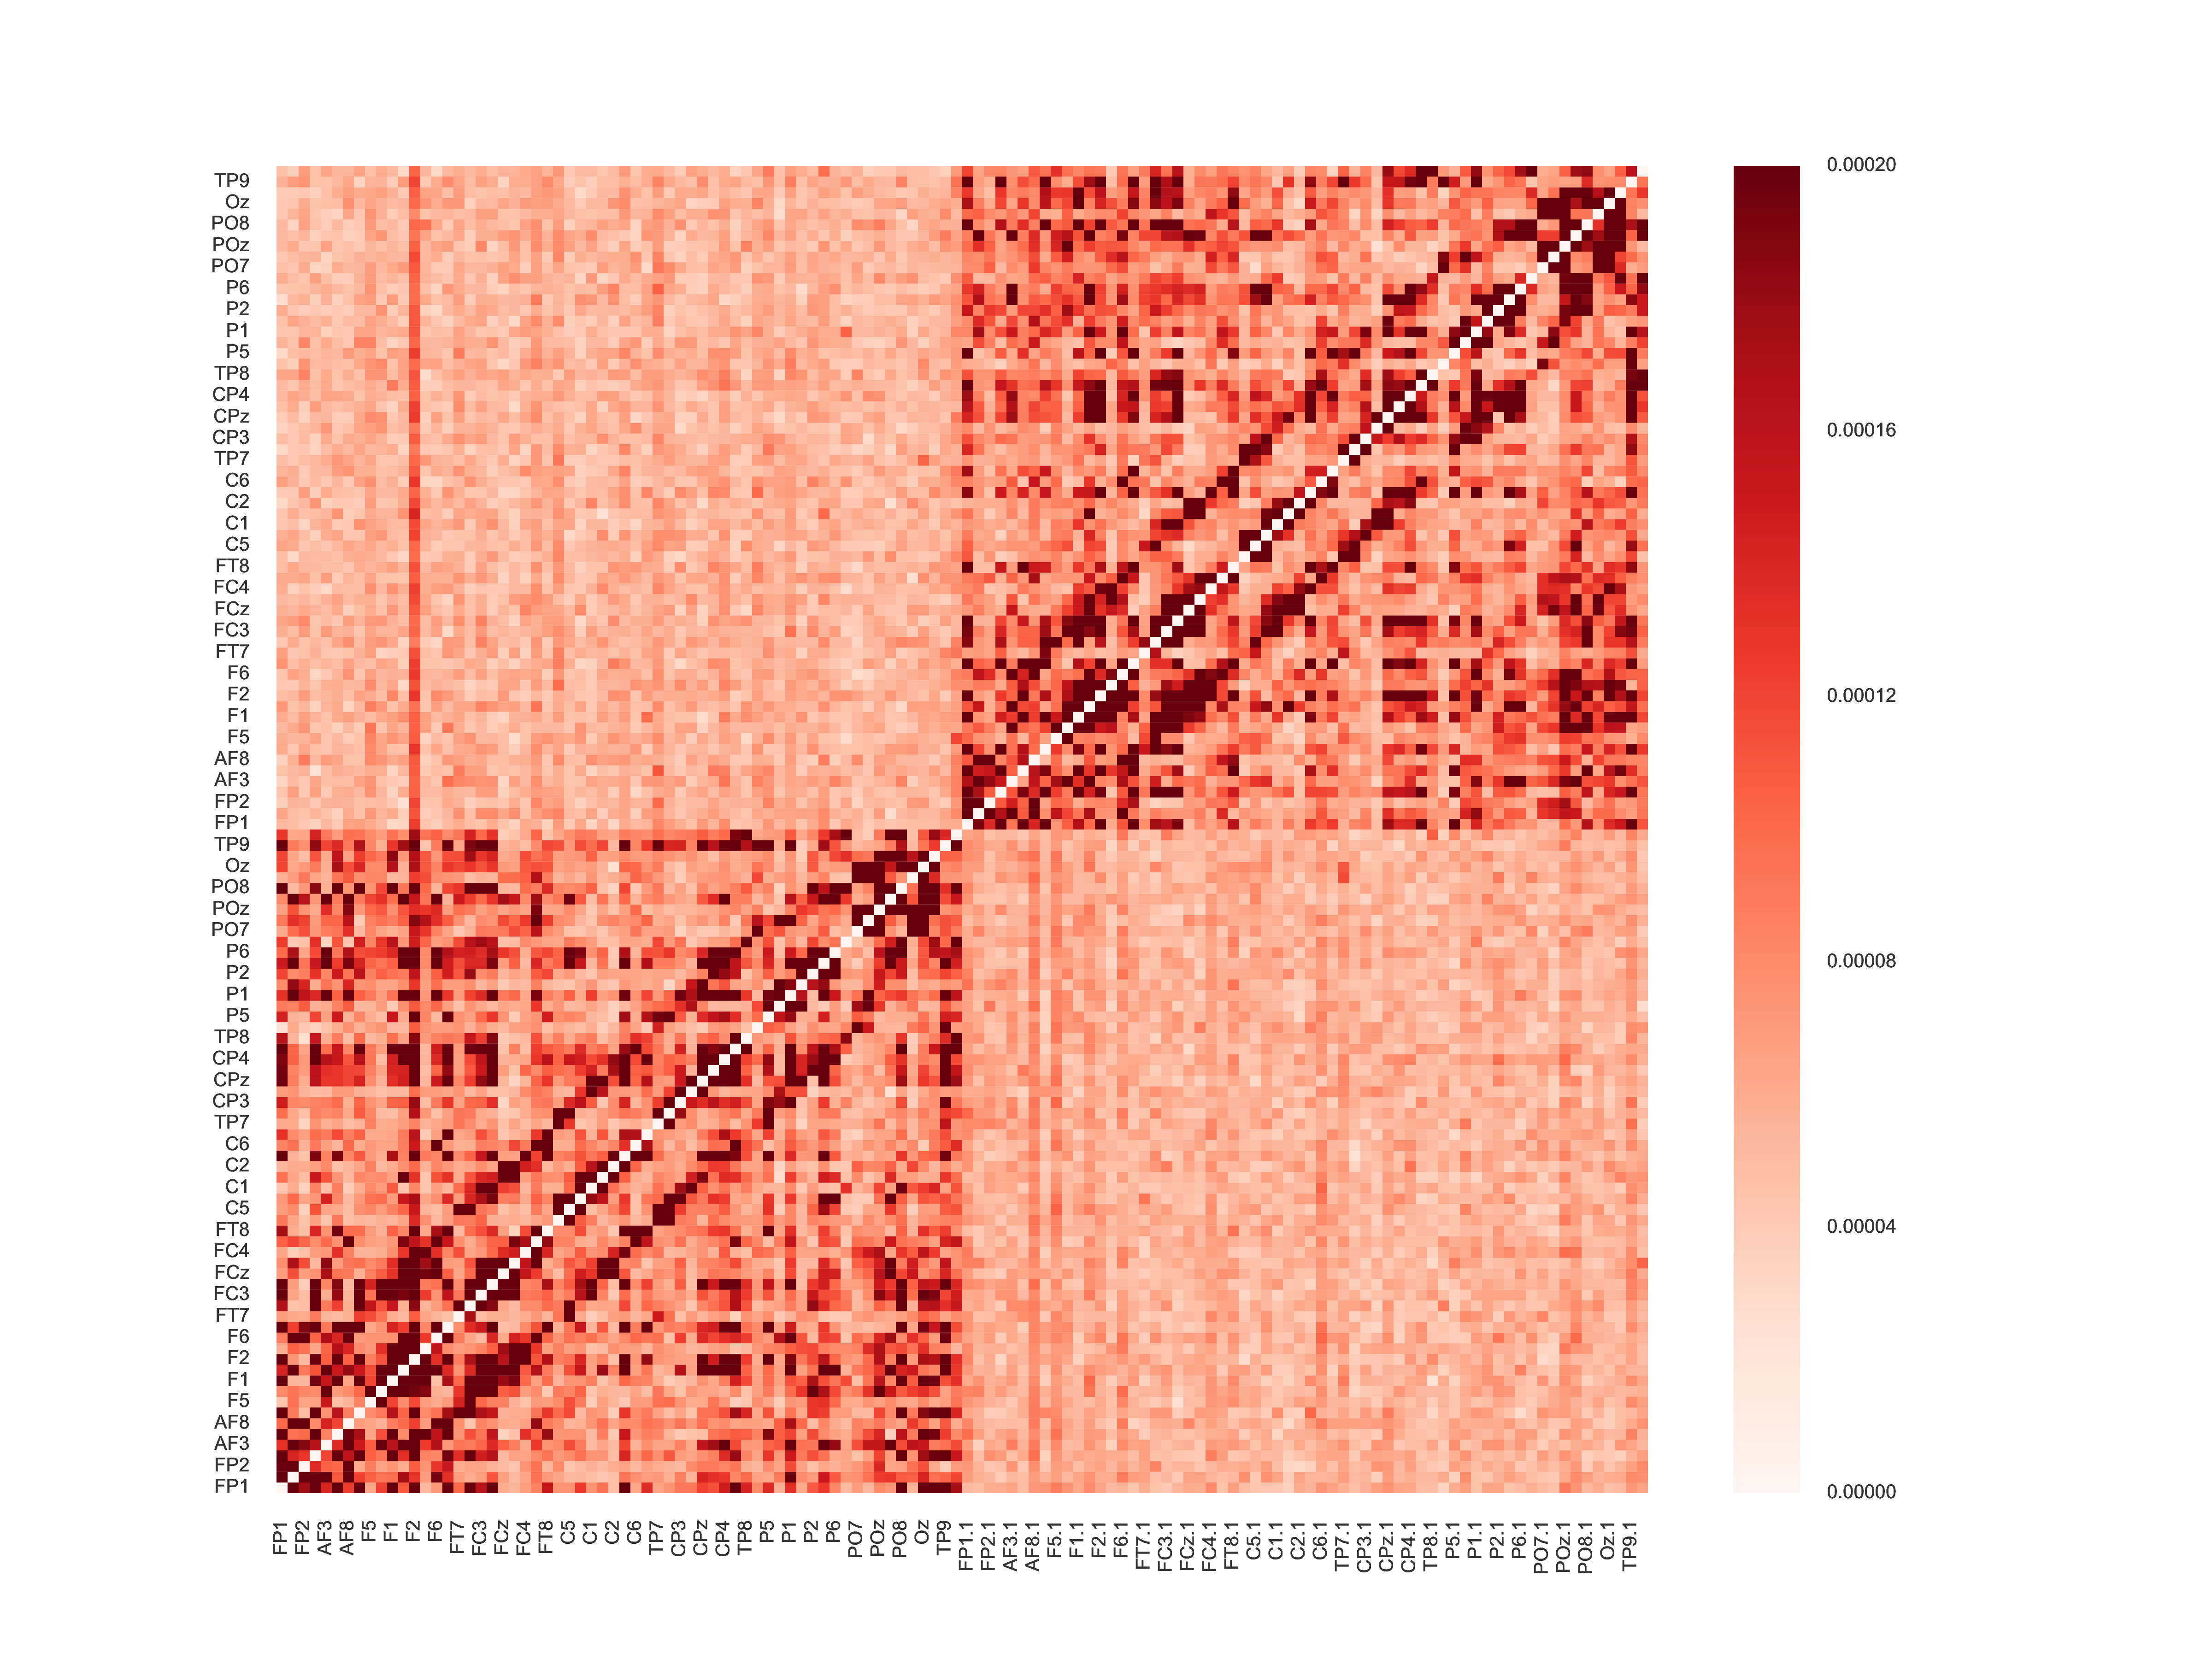 TP9
Oz
PO8
POz
PO7
P6
P2
P1
P5
TP8
CP4
CPz
CP3
TP7
C6
C2
C1
C5
FT8
FC4
FCz
FC3
FT7
F6
F2
F1
F5
AF8
AF3
FP2
FP1
TP9
Oz
PO8
POz
PO7
P6
P2
P1
P5
TP8
CP4
CPz
CP3
TP7
C6
C2
C1
C5
FT8
FC4
FCz
FC3
FT7
F6
F2
F1
F5
AF8
AF3
FP2
FP1
FP1
FP2
AF3
AF8
F5
F1
F2
F6
FT7
FC3
FCz
FC4
FT8
C5
C1
C2
C6
TP7
CP3
CPz
CP4
TP8
P5
P1
P2
P6
PO7
POz
PO8
Oz
TP9
FP1.1
FP2.1
AF3.1
AF8.1
F5.1
F1.1
F2.1
F6.1
FT7.1
FC3.1
FCz.1
FC4.1
FT8.1
C5.1
C1.1
C2.1
C6.1
TP7.1
CP3.1
CPz.1
CP4.1
TP8.1
P5.1
P1.1
P2.1
P6.1
PO7.1
POz.1
PO8.1
Oz.1
TP9.1
0.00020
0.00016
0.00012
0.00008
0.00004
0.00000